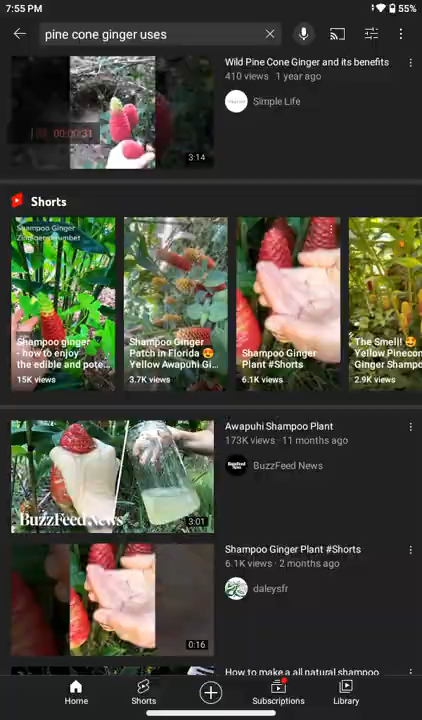 7:55 PM
55%
pine cone ginger uses
Wild Pine Cone Ginger and its benefits
410 views · 1 year ago
Simple Life
00:00:31
3:14
Shorts
Shampoo Ginger
Shampoo ginger
- how to enjoy
the edible and pote...
15K views
Shampoo Ginger
Patch in Florida 😍
Yellow Awapuhi Gi...
3.7K views
Shampoo Ginger
Plant #Shorts
6.1K views
The Smell! 🤩
Yellow Pinecon
Ginger Shampo
2.9K views
Awapuhi Shampoo Plant
173K views · 11 months ago
BuzzFeed News
BuzzFeed News
3:01
Shampoo Ginger Plant #Shorts
6.1K views · 2 months ago
daleysfr
0:16
How to make a all natural shampoo
Home
Shorts
Subscriptions
Library